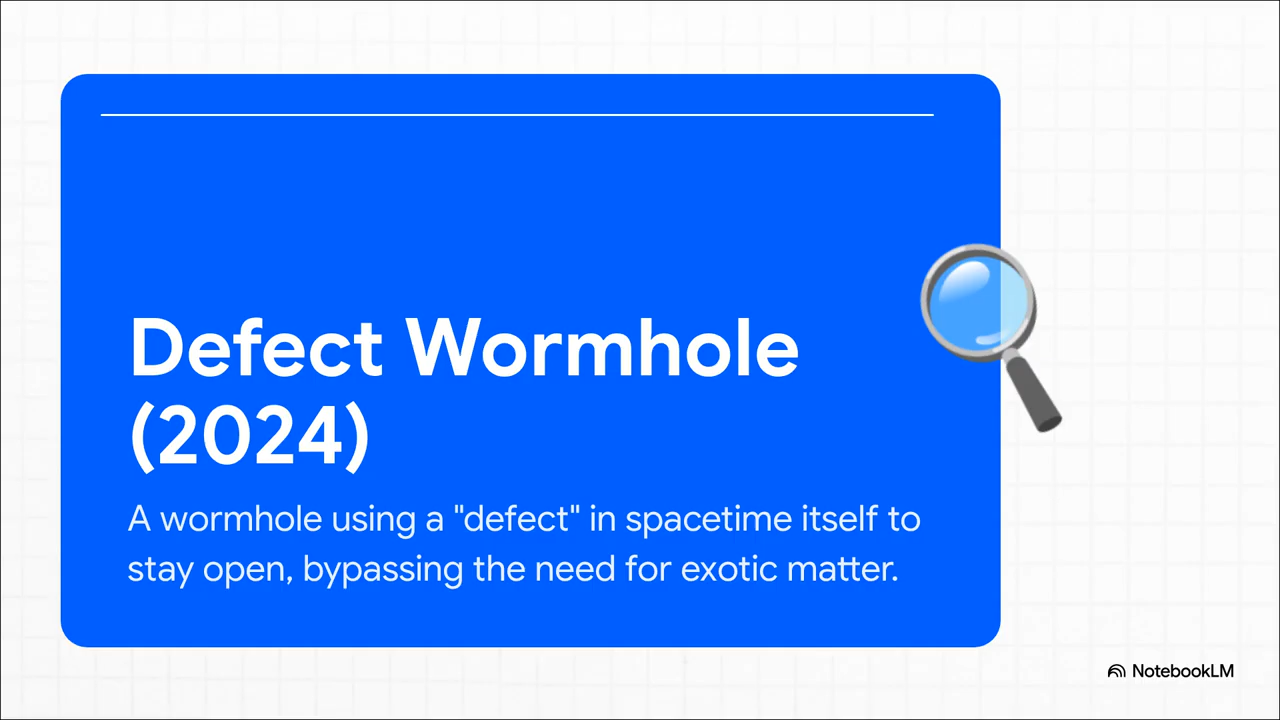 Defect Wormhole
(2024)
A wormhole using a "defect" in spacetime itself to
stay open, bypassing the need for exotic matter.
NotebookLM